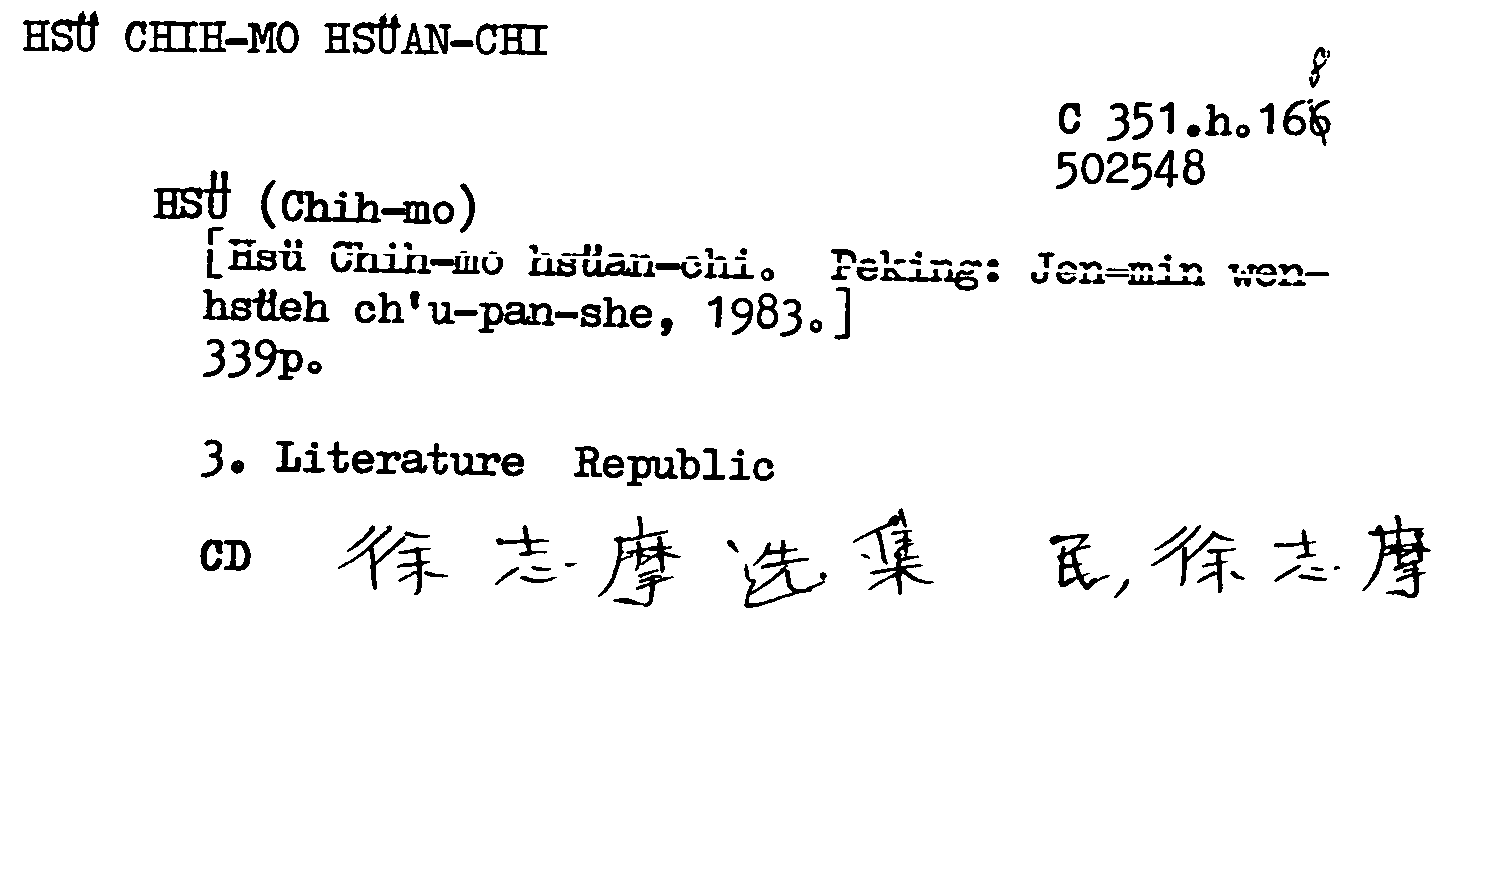 HSÜ CHIH-MO HSÜAN-CHI
8
C 351.h.166
502548
HSÜ (Chih-mo)
[Hsü Chih-mo hsüan-chi. Peking: Jen-min wen-
hsüeh ch'u-pan-she, 1983.]
339p.
3. Literature Republic
CD 徐志摩选集 民,徐志摩